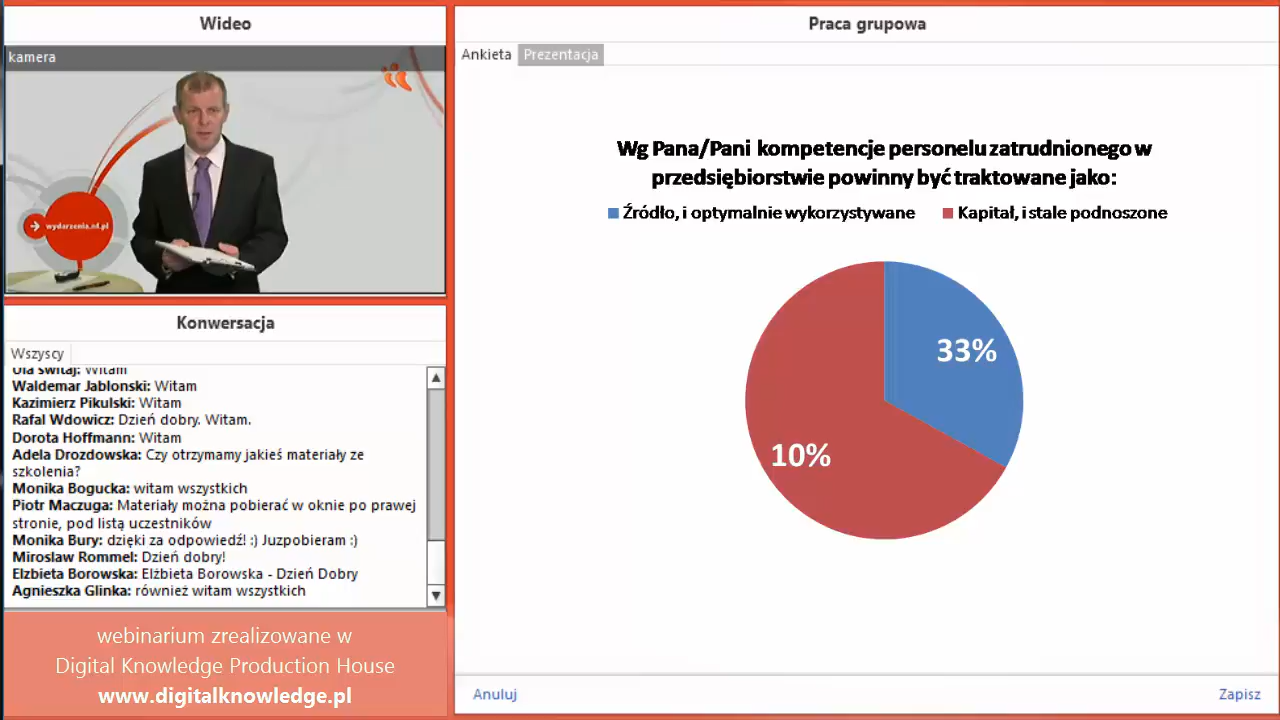 Wideo
kamera
wydarzenia.nf.pl
Konwersacja
Wszyscy
Ula switaj: Witam
Waldemar Jablonski: Witam
Kazimierz Pikulski: Witam
Rafal Wdowicz: Dzień dobry. Witam.
Dorota Hoffmann: Witam
Adela Drozdowska: Czy otrzymamy jakieś materiały ze
szkolenia?
Monika Bogucka: witam wszystkich
Piotr Maczuga: Materiały można pobierać w oknie po prawej
stronie, pod listą uczestników
Monika Bury: dzięki za odpowiedź! :) Juzpobieram :)
Miroslaw Rommel: Dzień dobry!
Elzbieta Borowska: Elżbieta Borowska - Dzień Dobry
Agnieszka Glinka: również witam wszystkich
webinarium zrealizowane w
Digital Knowledge Production House
www.digitalknowledge.pl
Praca grupowa
Ankieta Prezentacja
Wg Pana/Pani kompetencje personelu zatrudnionego w
przedsiębiorstwie powinny być traktowane jako:
Źródło, i optymalnie wykorzystywane Kapitał, i stale podnoszone
33%
10%
Anuluj Zapisz